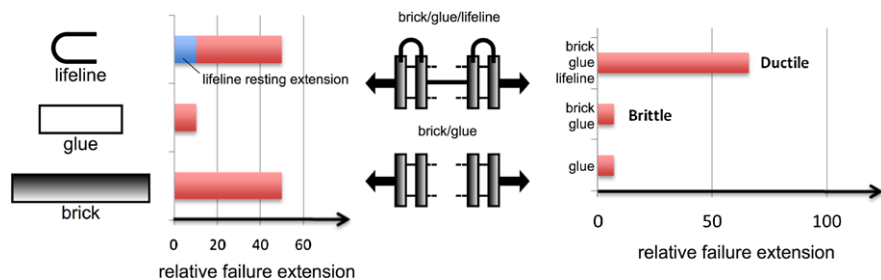 lifeline
glue
brick
lifeline resting extension
0
20
40
60
relative failure extension
brick/glue/lifeline
brick/glue
brick
glue
lifeline
Ductile
brick
glue
Brittle
glue
0
50
100
relative failure extension